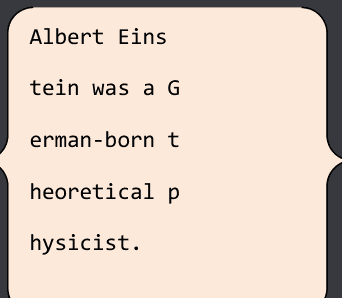 Albert Eins
tein was a G
erman-born t
heoretical p
hysicist.